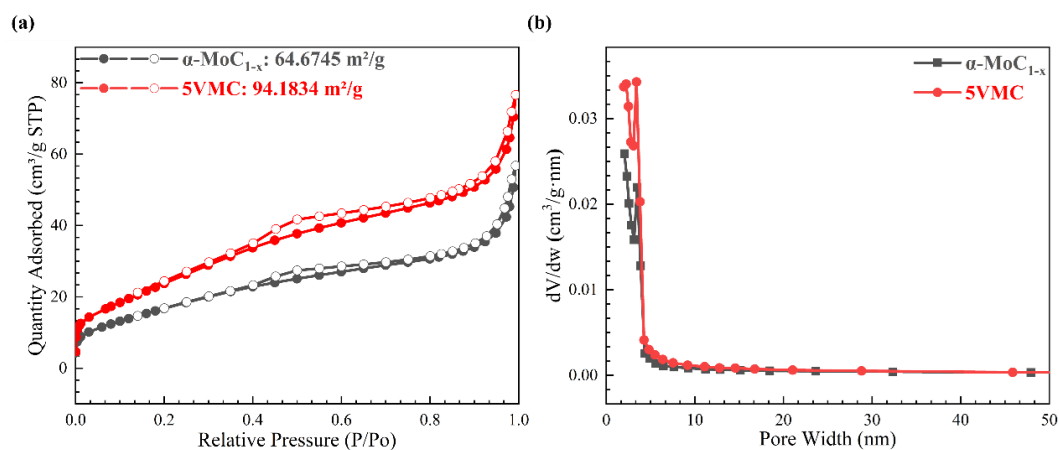 (a)
α-MoC₁₋ₓ: 64.6745 m²/g
5VMC: 94.1834 m²/g
Quantity Adsorbed (cm³/g STP)
80
60
40
20
0
0.0 0.2 0.4 0.6 0.8 1.0
Relative Pressure (P/Po)
(b)
α-MoC₁₋ₓ
5VMC
dV/dw (cm³/g·nm)
0.03
0.02
0.01
0.00
0 10 20 30 40 50
Pore Width (nm)